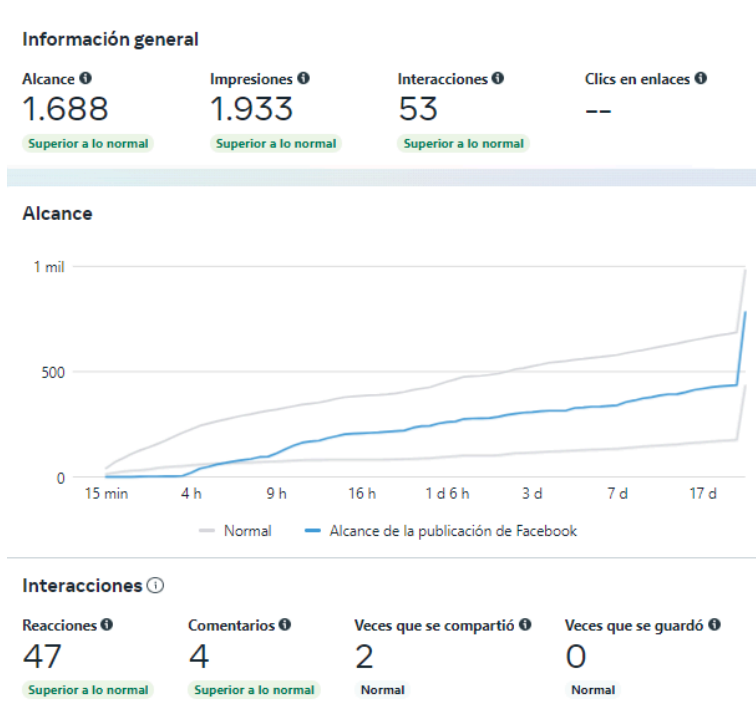 Información general
Alcance Impresiones Interacciones Clics en enlaces
1.688 1.933 53 --
Superior a lo normal Superior a lo normal Superior a lo normal
Alcance
1 mil
500
0
15 min 4 h 9 h 16 h 1 d 6 h 3 d 7 d 17 d
Normal Alcance de la publicación de Facebook
Interacciones
Reacciones Comentarios Veces que se compartió Veces que se guardó
47 4 2 0
Superior a lo normal Superior a lo normal Normal Normal